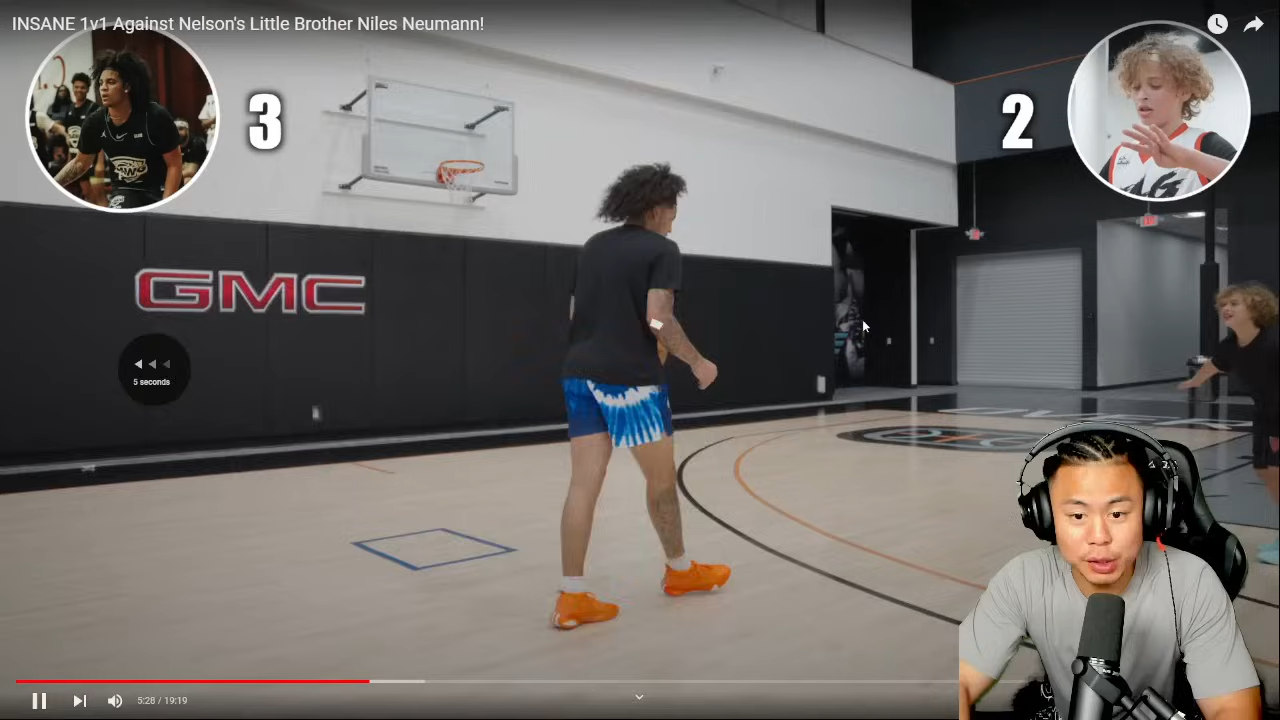 INSANE 1v1 Against Nelson's Little Brother Niles Neumann!
3
2
GMC
5 seconds
5:28 / 19:19